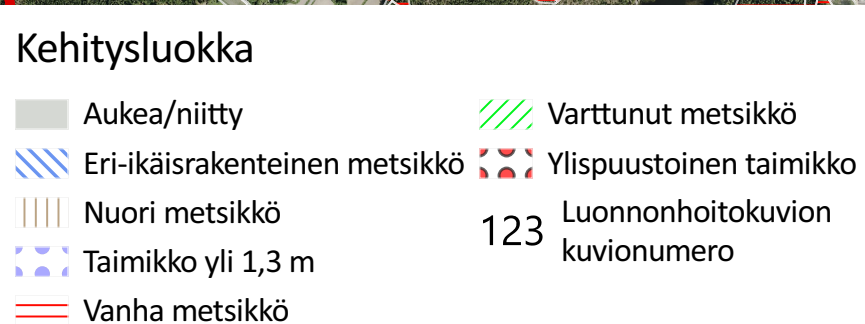 Kehitysluokka
Aukea/niitty
Eri-ikäisrakenteinen metsikkö
Nuori metsikkö
Taimikko yli 1,3 m
Vanha metsikkö
Varttunut metsikkö
Ylispuustoinen taimikko
123 Luonnonhoitokuvion
kuvionumero